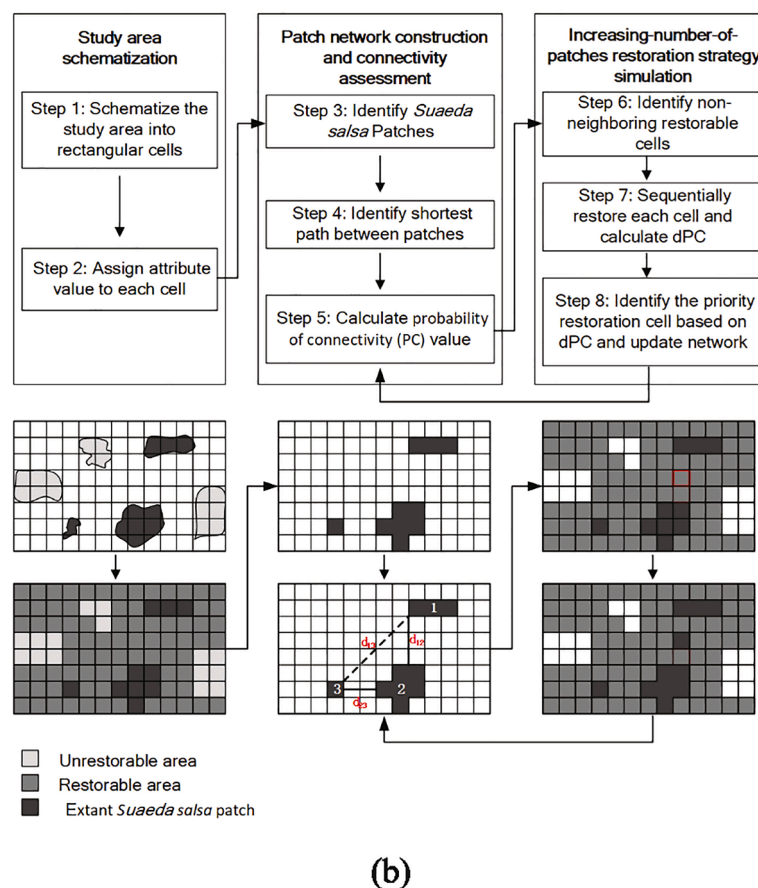 Study area
schematization
Step 1: Schematize the
study area into
rectangular cells
Step 2: Assign attribute
value to each cell
Patch network construction
and connectivity
assessment
Step 3: Identify Suaeda
salsa Patches
Step 4: Identify shortest
path between patches
Step 5: Calculate probability
of connectivity (PC) value
Increasing-number-of-
patches restoration strategy
simulation
Step 6: Identify non-
neighboring restorable
cells
Step 7: Sequentially
restore each cell and
calculate dPC
Step 8: Identify the priority
restoration cell based on
dPC and update network
1
d13
d12
3
2
d23
Unrestorable area
Restorable area
Extant Suaeda salsa patch
(b)